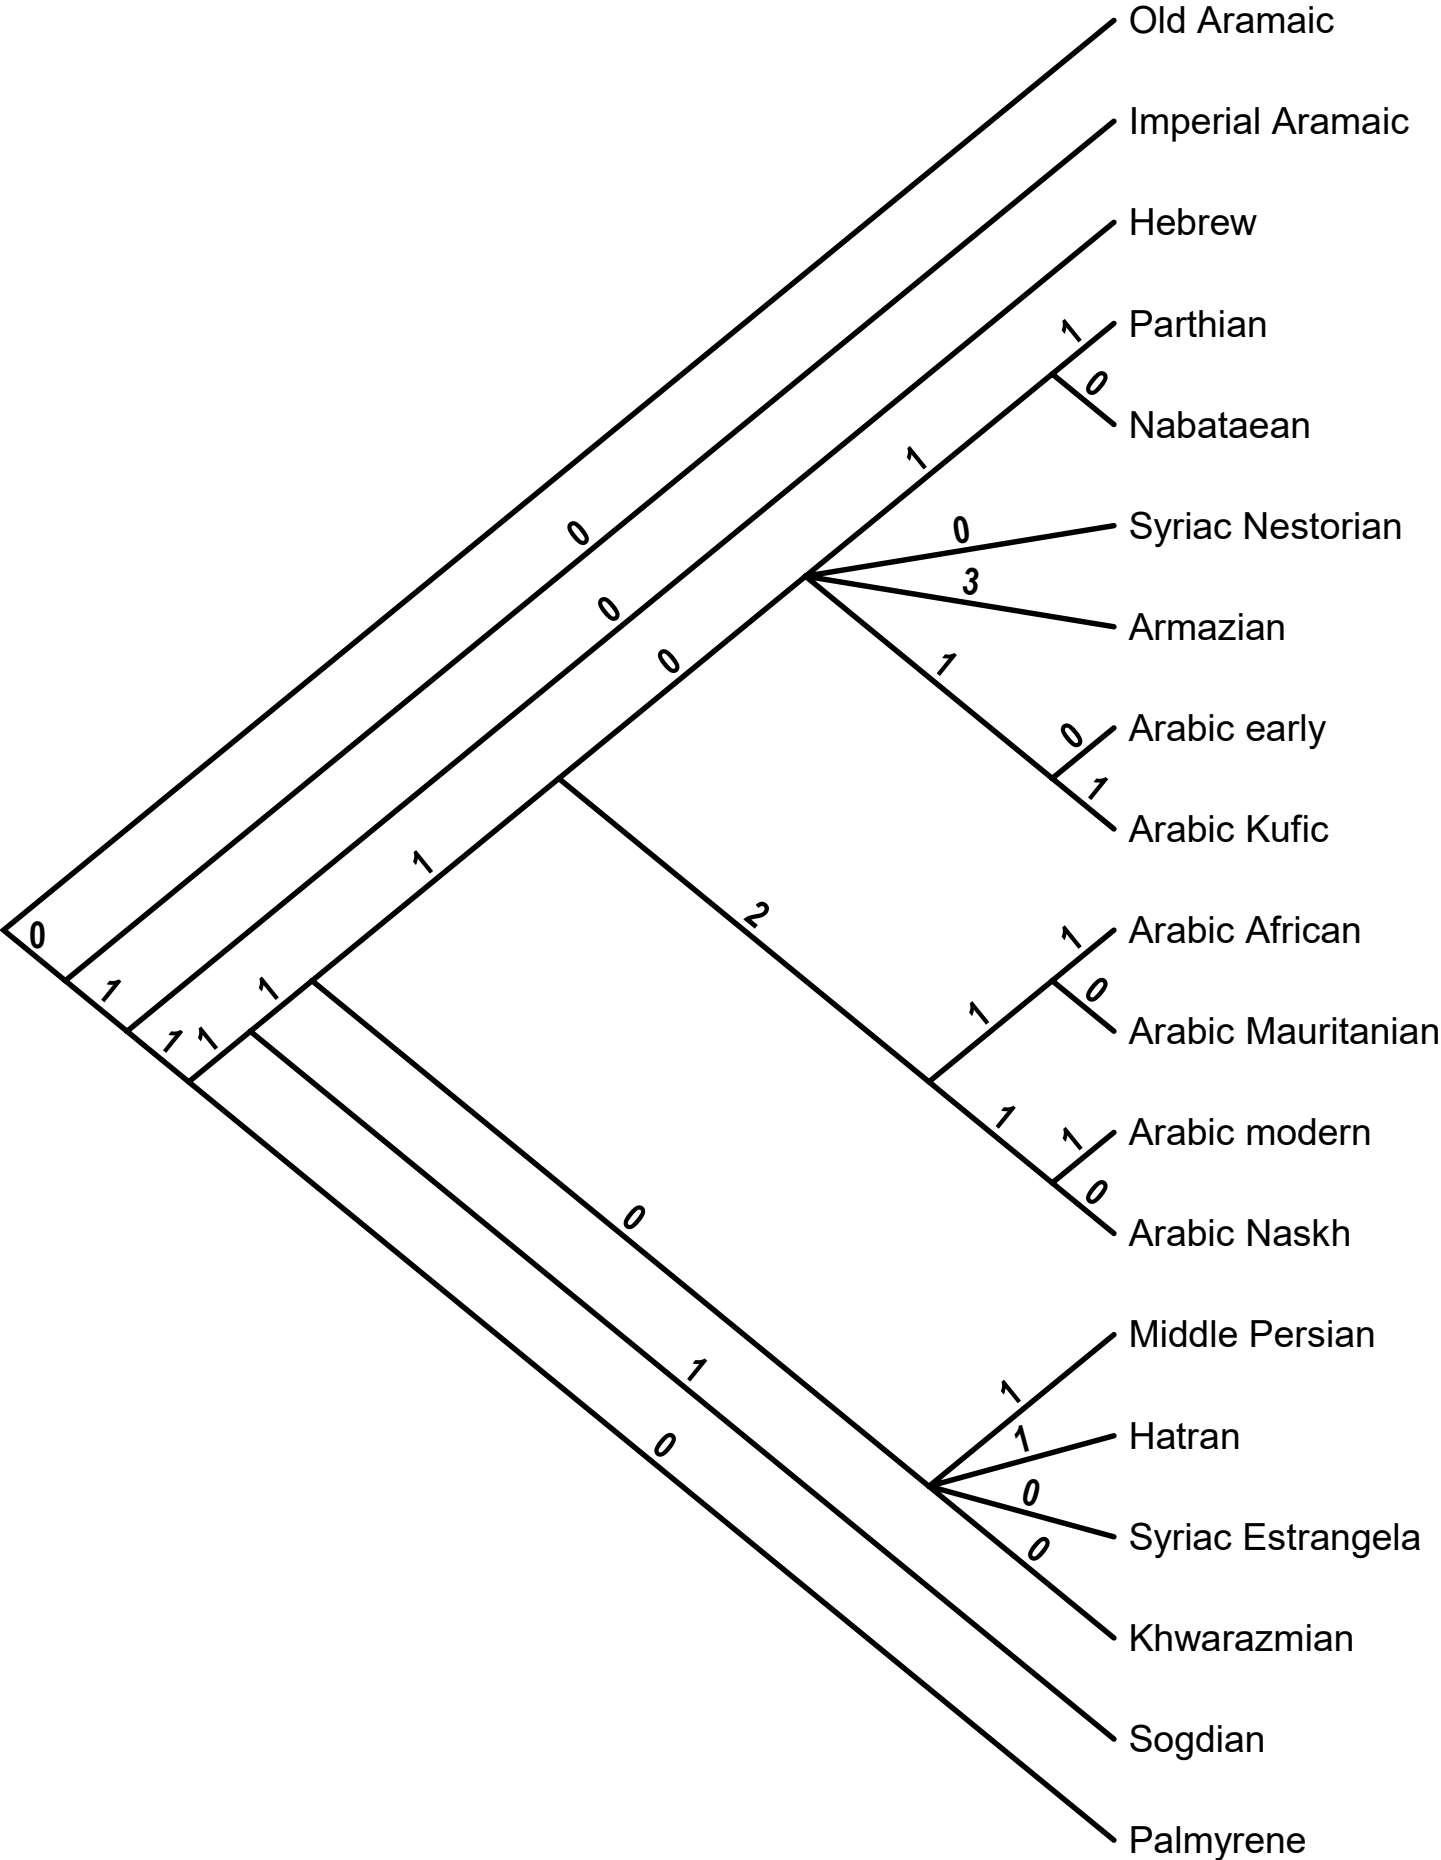 Old Aramaic
Imperial Aramaic
Hebrew
1
Parthian
0
Nabataean
1
0
Syriac Nestorian
0
3
Armazian
0
0
1
0
Arabic early
1
Arabic Kufic
1
2
1
Arabic African
0
Arabic Mauritanian
0
1
1
1
1
1
1
1
Arabic modern
0
Arabic Naskh
0
1
Middle Persian
1
0
1
Hatran
0
Syriac Estrangela
0
Khwarazmian
Sogdian
Palmyrene